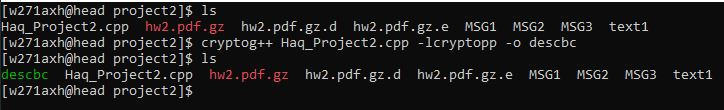 [w271axh@head project2]$ ls
Haq_Project2.cpp hw2.pdf.gz hw2.pdf.gz.d hw2.pdf.gz.e MSG1 MSG2 MSG3 text1
[w271axh@head project2]$ cryptog++ Haq_Project2.cpp -lcryptopp -o descbc
[w271axh@head project2]$ ls
descbc Haq_Project2.cpp hw2.pdf.gz hw2.pdf.gz.d hw2.pdf.gz.e MSG1 MSG2 MSG3 text1
[w271axh@head project2]$